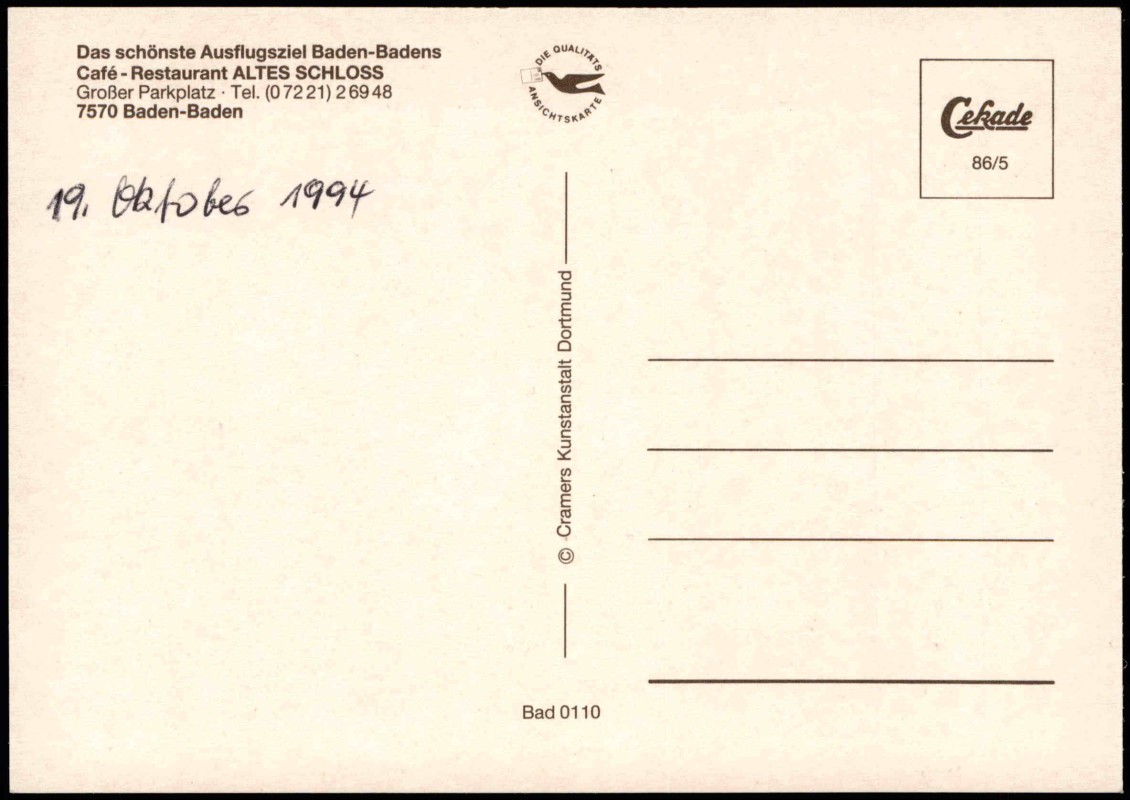 Das schönste Ausflugsziel Baden-Badens
Café - Restaurant ALTES SCHLOSS
Großer Parkplatz · Tel. (0 72 21) 2 69 48
7570 Baden-Baden
19. Oktober 1994
DIE QUALITÄTS
ANSICHTSKARTE
© Cramers Kunstanstalt Dortmund
Bad 0110
Cekade
86/5